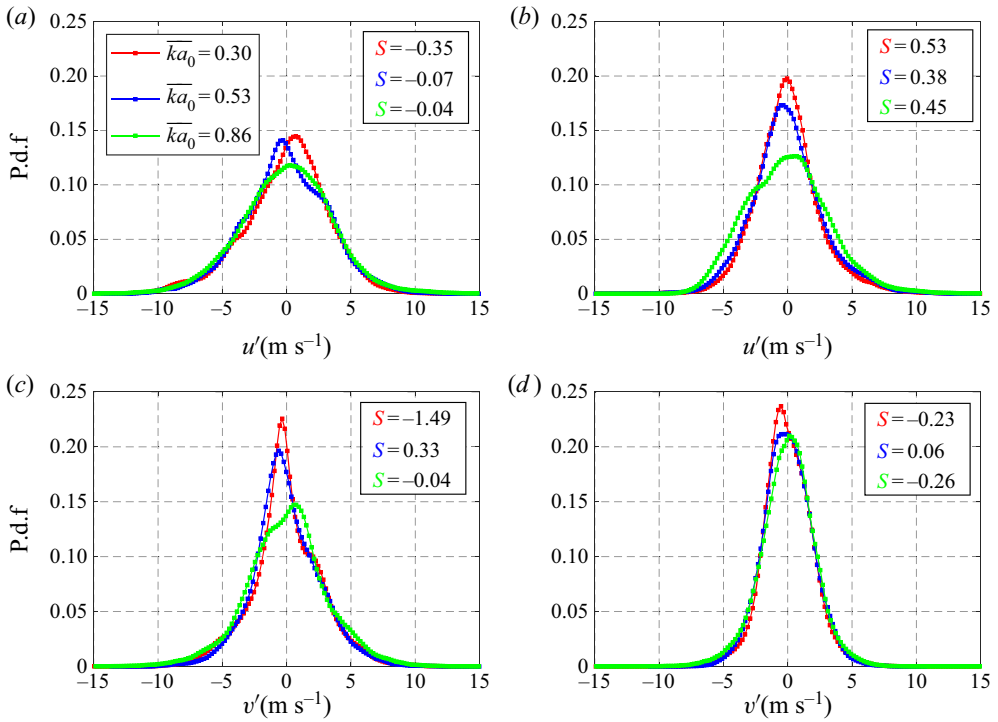 (a)
0.25
0.20
0.15
0.10
0.05
0
P.d.f
ka̅₀ = 0.30
ka̅₀ = 0.53
ka̅₀ = 0.86
S = –0.35
S = –0.07
S = –0.04
–15 –10 –5 0 5 10 15
u′(m s⁻¹)
(b)
0.25
0.20
0.15
0.10
0.05
0
S = 0.53
S = 0.38
S = 0.45
–15 –10 –5 0 5 10 15
u′(m s⁻¹)
(c)
0.25
0.20
0.15
0.10
0.05
0
P.d.f
S = –1.49
S = 0.33
S = –0.04
–15 –10 –5 0 5 10 15
v′(m s⁻¹)
(d)
0.25
0.20
0.15
0.10
0.05
0
S = –0.23
S = 0.06
S = –0.26
–15 –10 –5 0 5 10 15
v′(m s⁻¹)